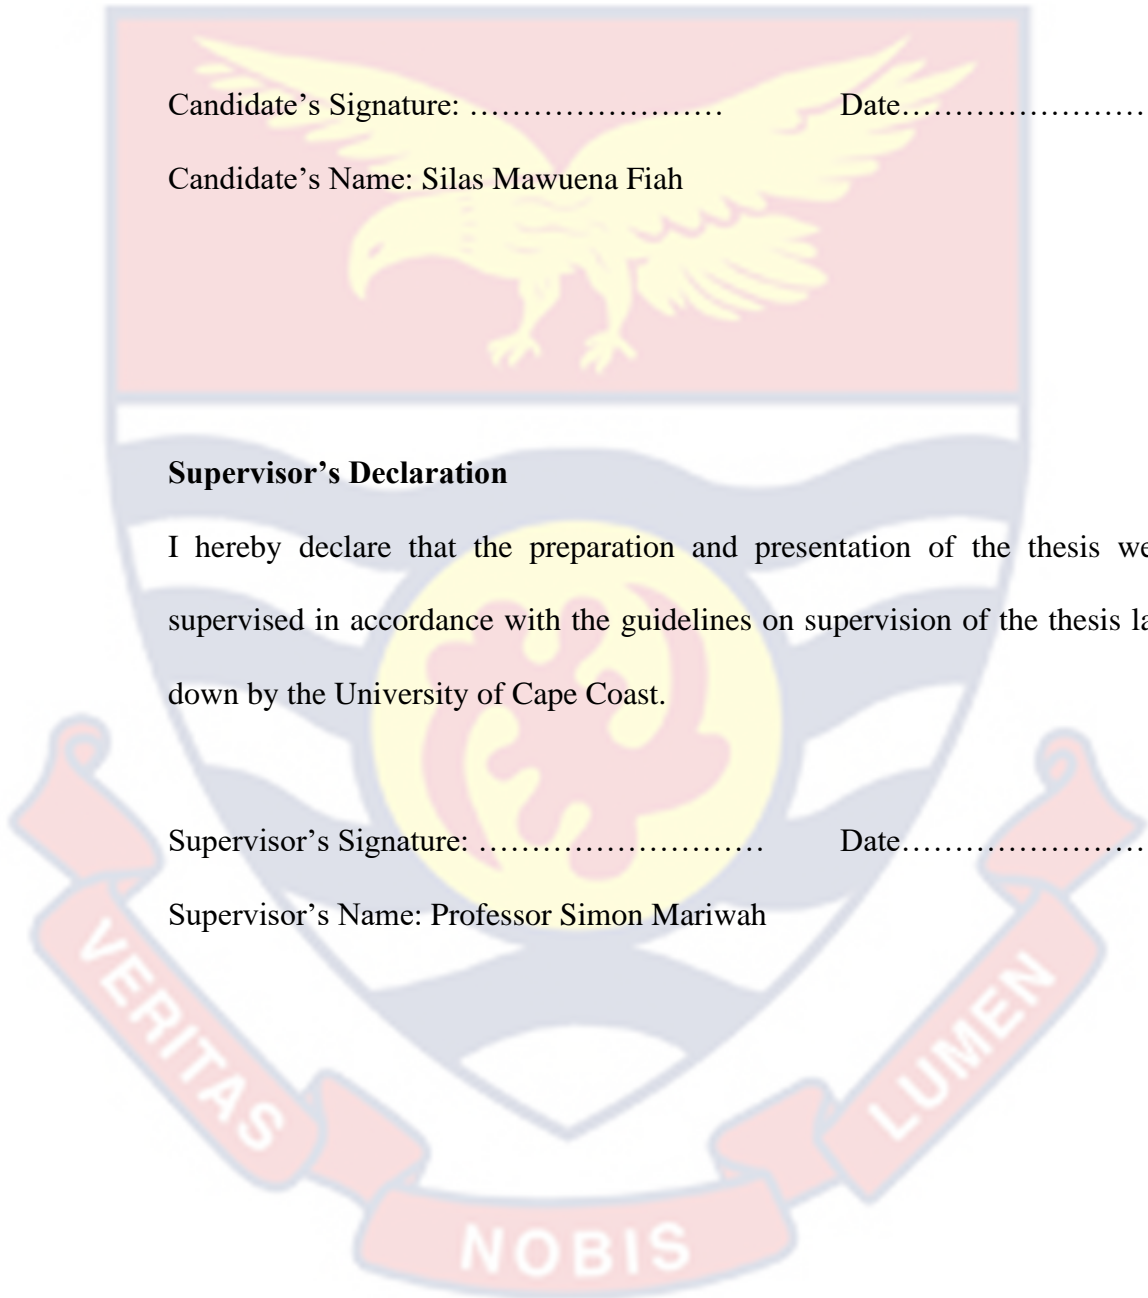 Candidate’s Signature: …………………… Date……………………
Candidate’s Name: Silas Mawuena Fiah
Supervisor’s Declaration
I hereby declare that the preparation and presentation of the thesis we
supervised in accordance with the guidelines on supervision of the thesis la
down by the University of Cape Coast.
Supervisor’s Signature: ……………………… Date……………………
Supervisor’s Name: Professor Simon Mariwah
VERITAS
NOBIS
LUMEN